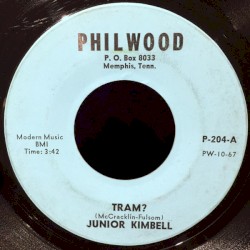 PHILWOOD
P. O. Box 8033
Memphis, Tenn.
Modern Music
BMI
Time: 3:42
P-204-A
PW-10-67
TRAM?
(McCracklin-Fulsom)
JUNIOR KIMBELL